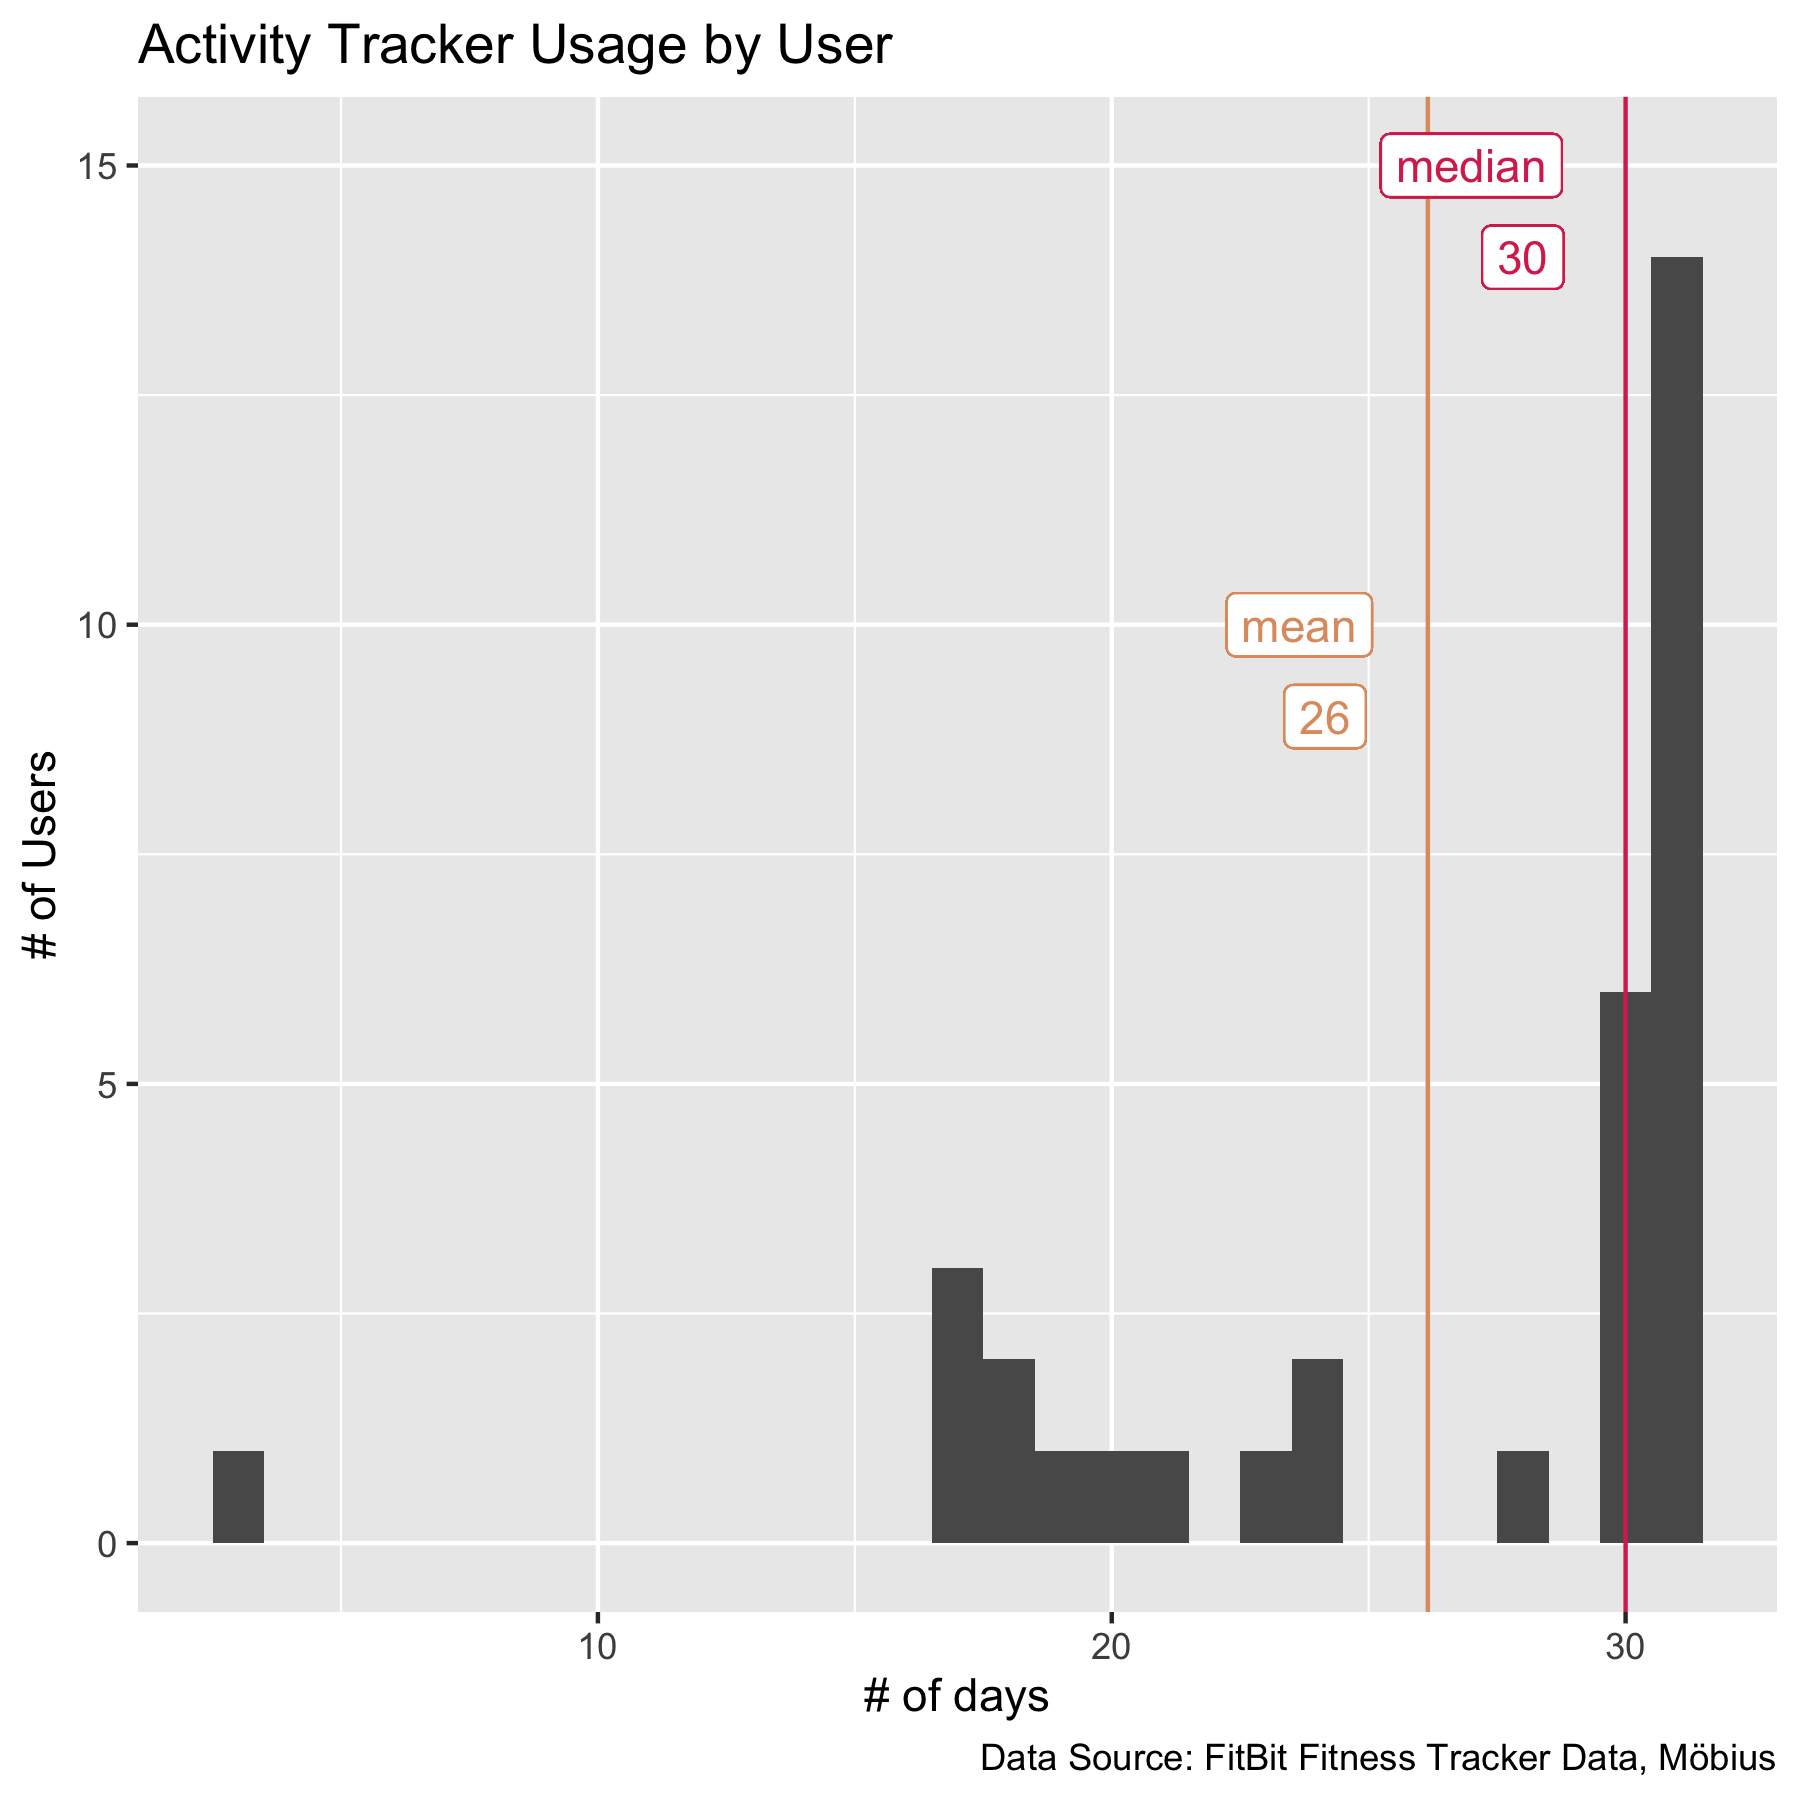 Activity Tracker Usage by User
15
10
5
0
# of Users
median
30
mean
26
10
20
30
# of days
Data Source: FitBit Fitness Tracker Data, Möbius